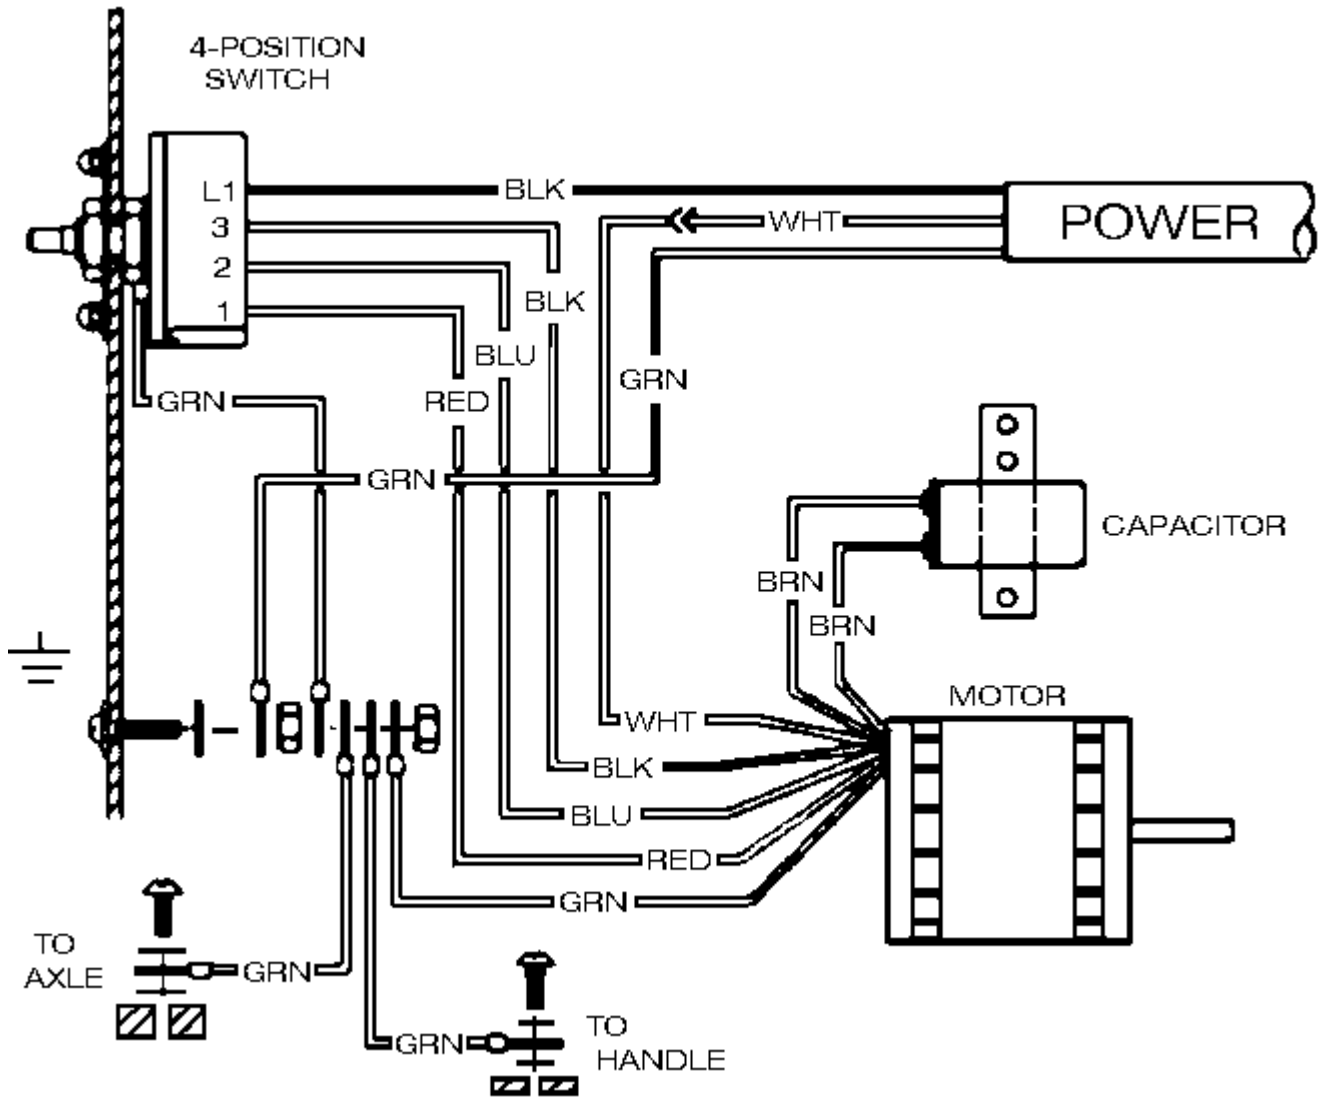 4-POSITION
SWITCH
L1
BLK
POWER
3
WHT
2
BLK
1
BLU
GRN
GRN
RED
GRN
CAPACITOR
BRN
BRN
MOTOR
WHT
BLK
BLU
RED
GRN
TO
AXLE
GRN
TO
HANDLE
GRN